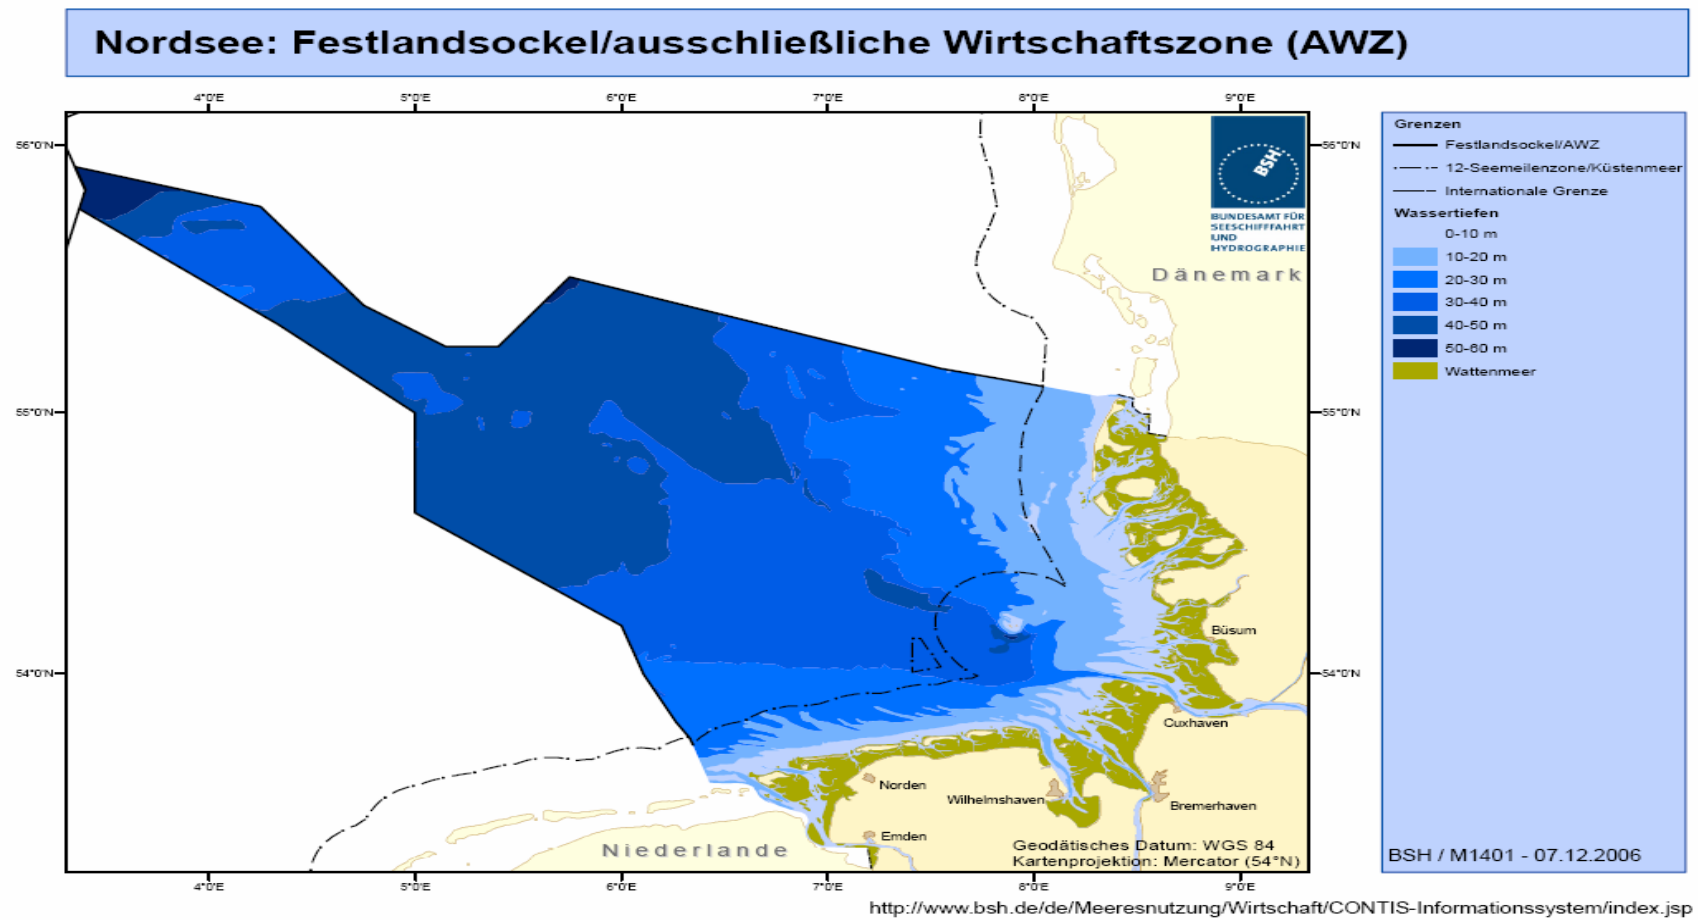 Nordsee: Festlandsockel/ausschließliche Wirtschaftszone (AWZ)
4°0'E 5°0'E 6°0'E 7°0'E 8°0'E 9°0'E
56°0'N
56°0'N
BSH
BUNDESAMT FÜR
SEESCHIFFFAHRT
UND
HYDROGRAPHIE
Dänemark
55°0'N
55°0'N
Büsum
54°0'N
54°0'N
Cuxhaven
Norden
Wilhelmshaven
Bremerhaven
Emden
Niederlande
Geodätisches Datum: WGS 84
Kartenprojektion: Mercator (54°N)
4°0'E 5°0'E 6°0'E 7°0'E 8°0'E 9°0'E
Grenzen
Festlandsockel/AWZ
12-Seemeilenzone/Küstenmeer
Internationale Grenze
Wassertiefen
0-10 m
10-20 m
20-30 m
30-40 m
40-50 m
50-60 m
Wattenmeer
BSH / M1401 - 07.12.2006
http://www.bsh.de/de/Meeresnutzung/Wirtschaft/CONTIS-Informationssystem/index.jsp